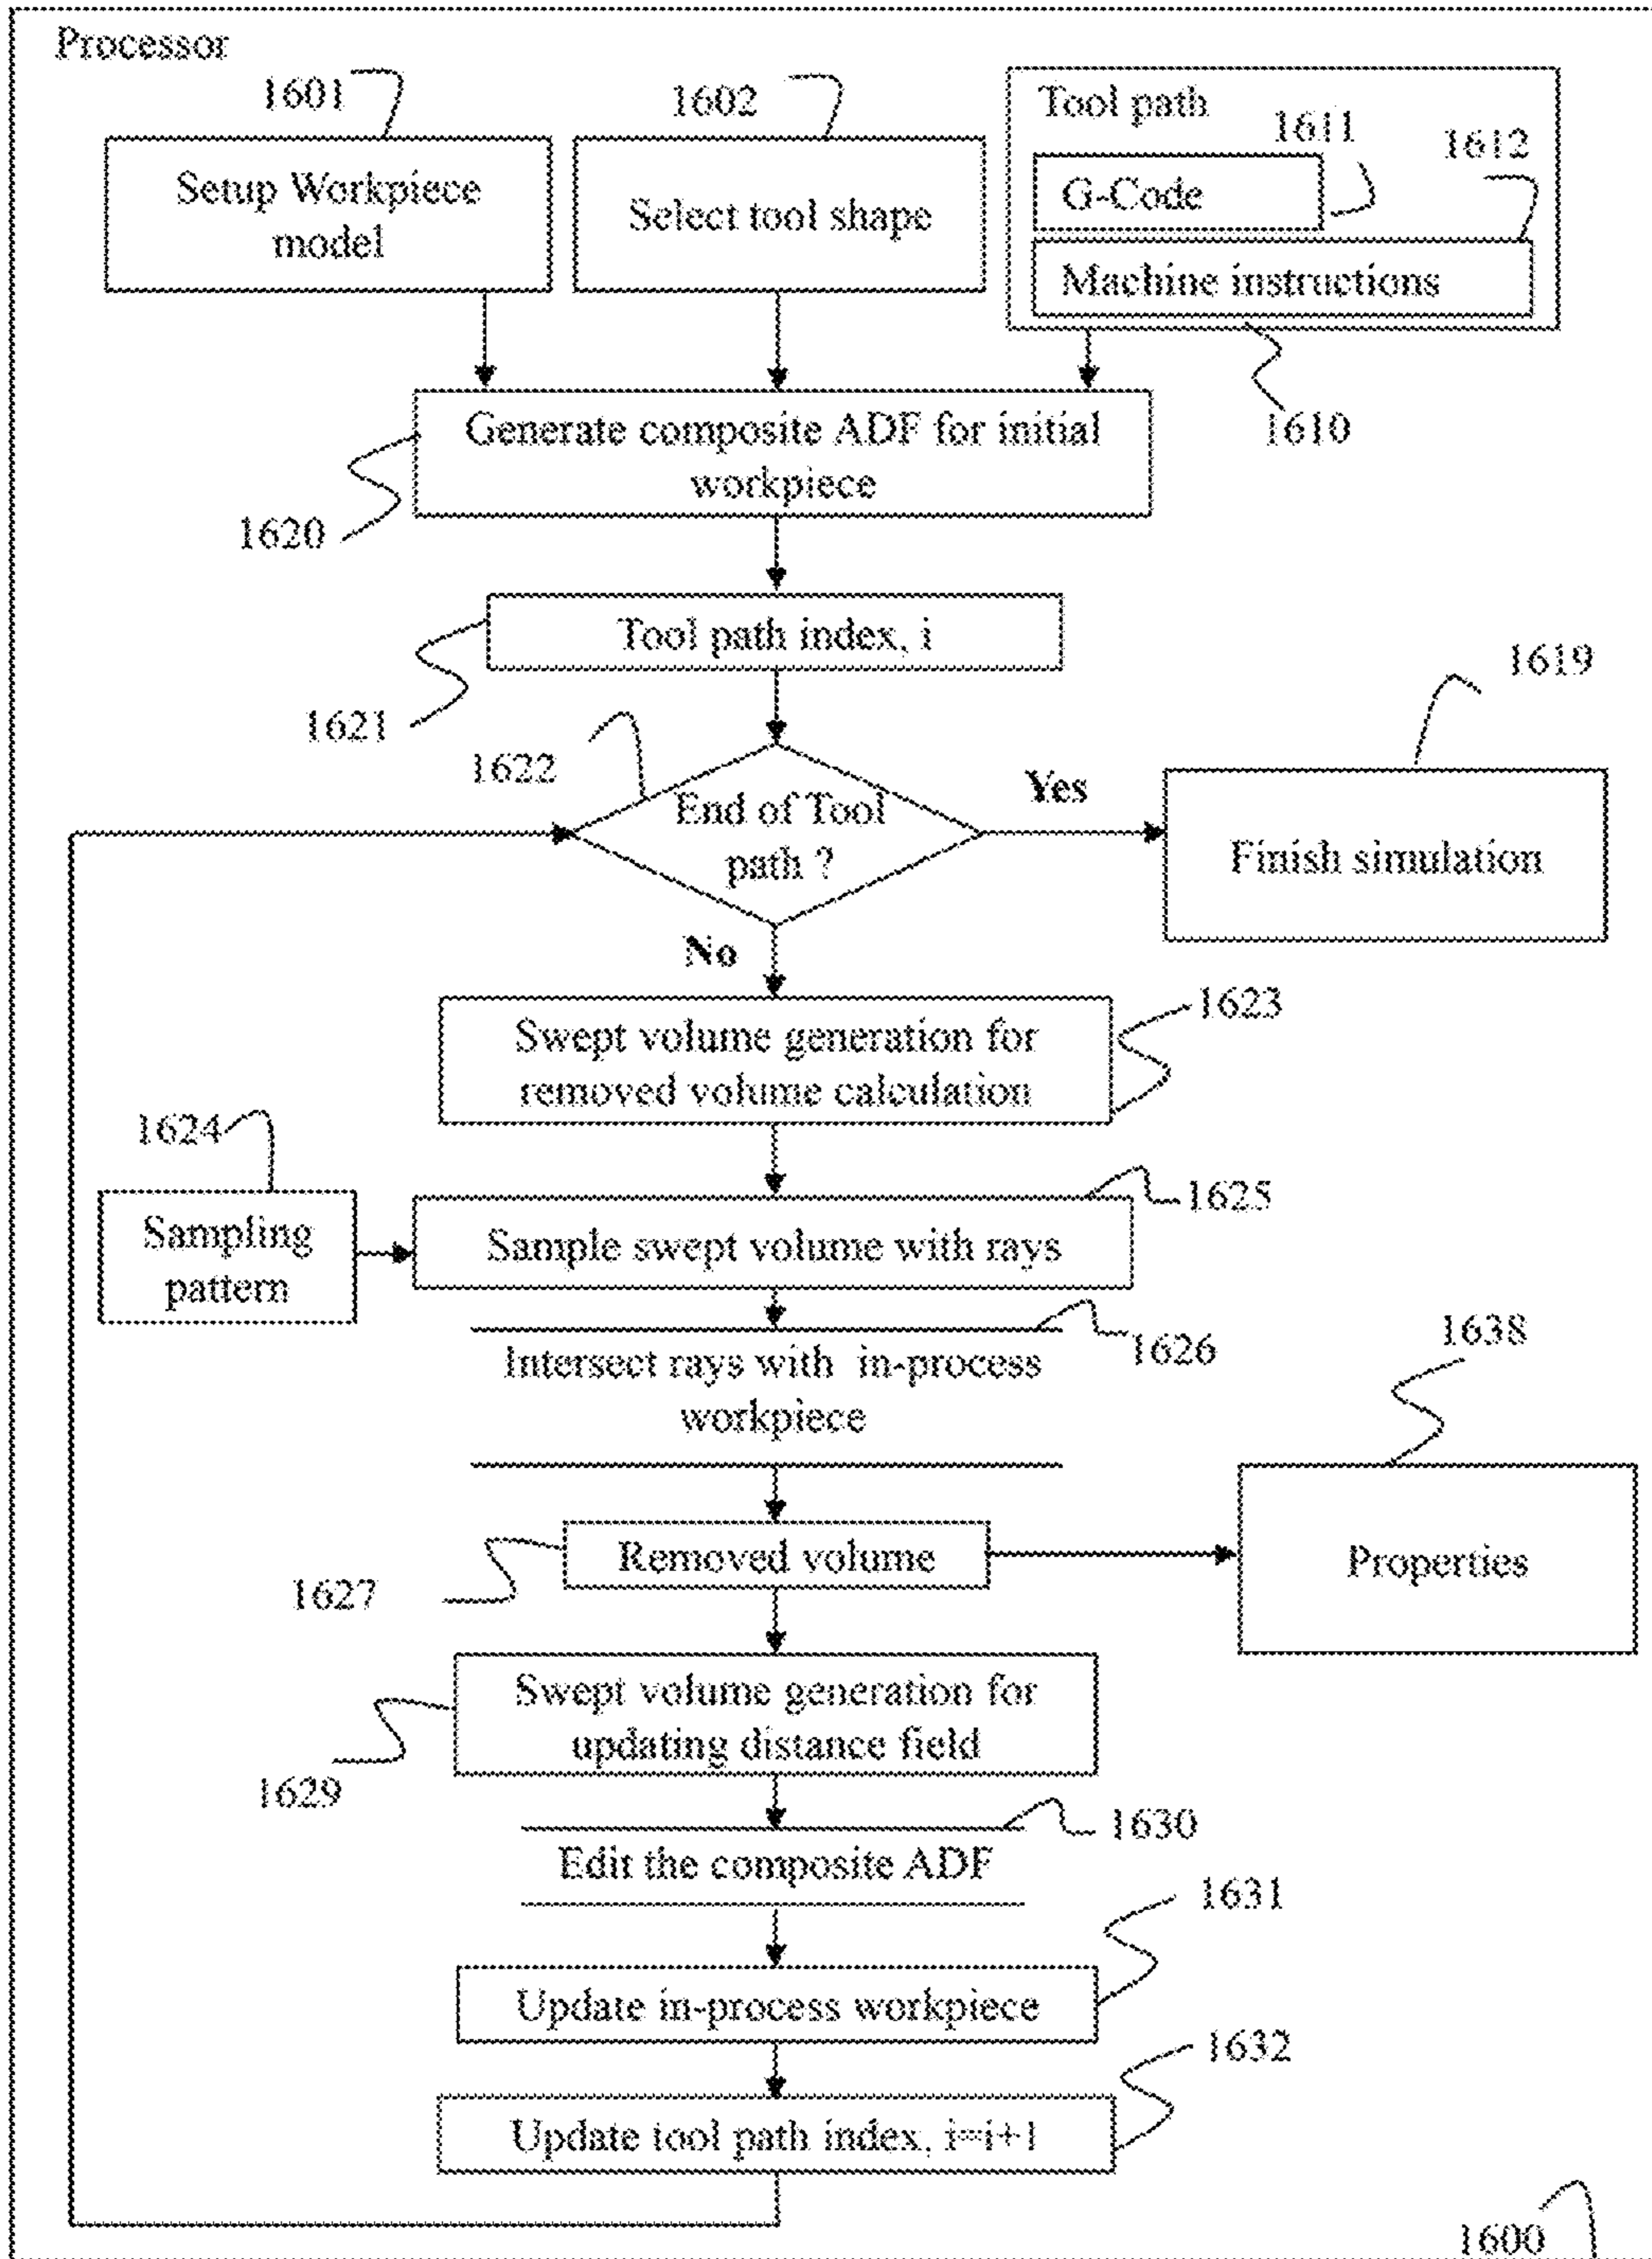 Processor
1601
1602
Tool path
1611
1612
Setup Workpiece
model
Select tool shape
G-Code
Machine instructions
1610
Generate composite ADF for initial
workpiece
1620
Tool path index, i
1621
1619
1622
End of Tool
path ?
Yes
Finish simulation
No
Swept volume generation for
removed volume calculation
1623
1624
Sampling
pattern
Sample swept volume with rays
1625
Intersect rays with in-process
workpiece
1626
1638
Removed volume
1627
Properties
Swept volume generation for
updating distance field
1629
Edit the composite ADF
1630
1631
Update in-process workpiece
1632
Update tool path index, i=i+1
1600